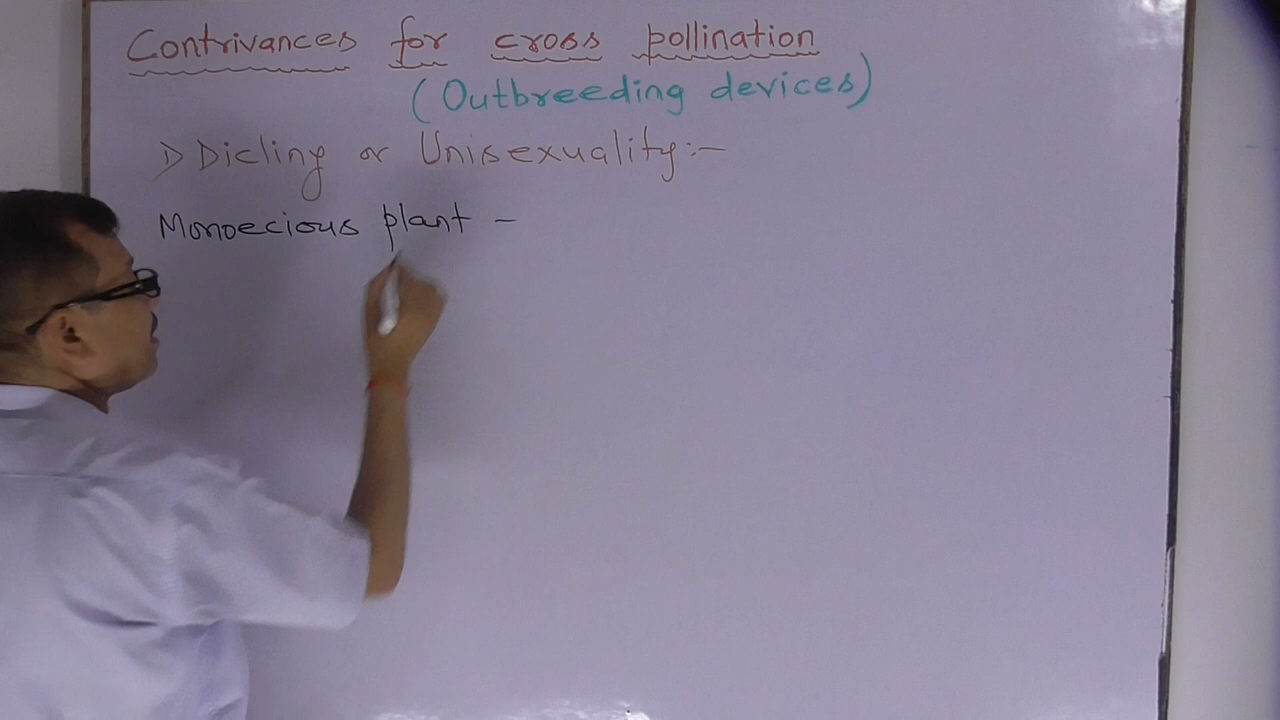 Contrivances for cross pollination
(Outbreeding devices)
1) Dicliny or Unisexuality:-
Monoecious plant -